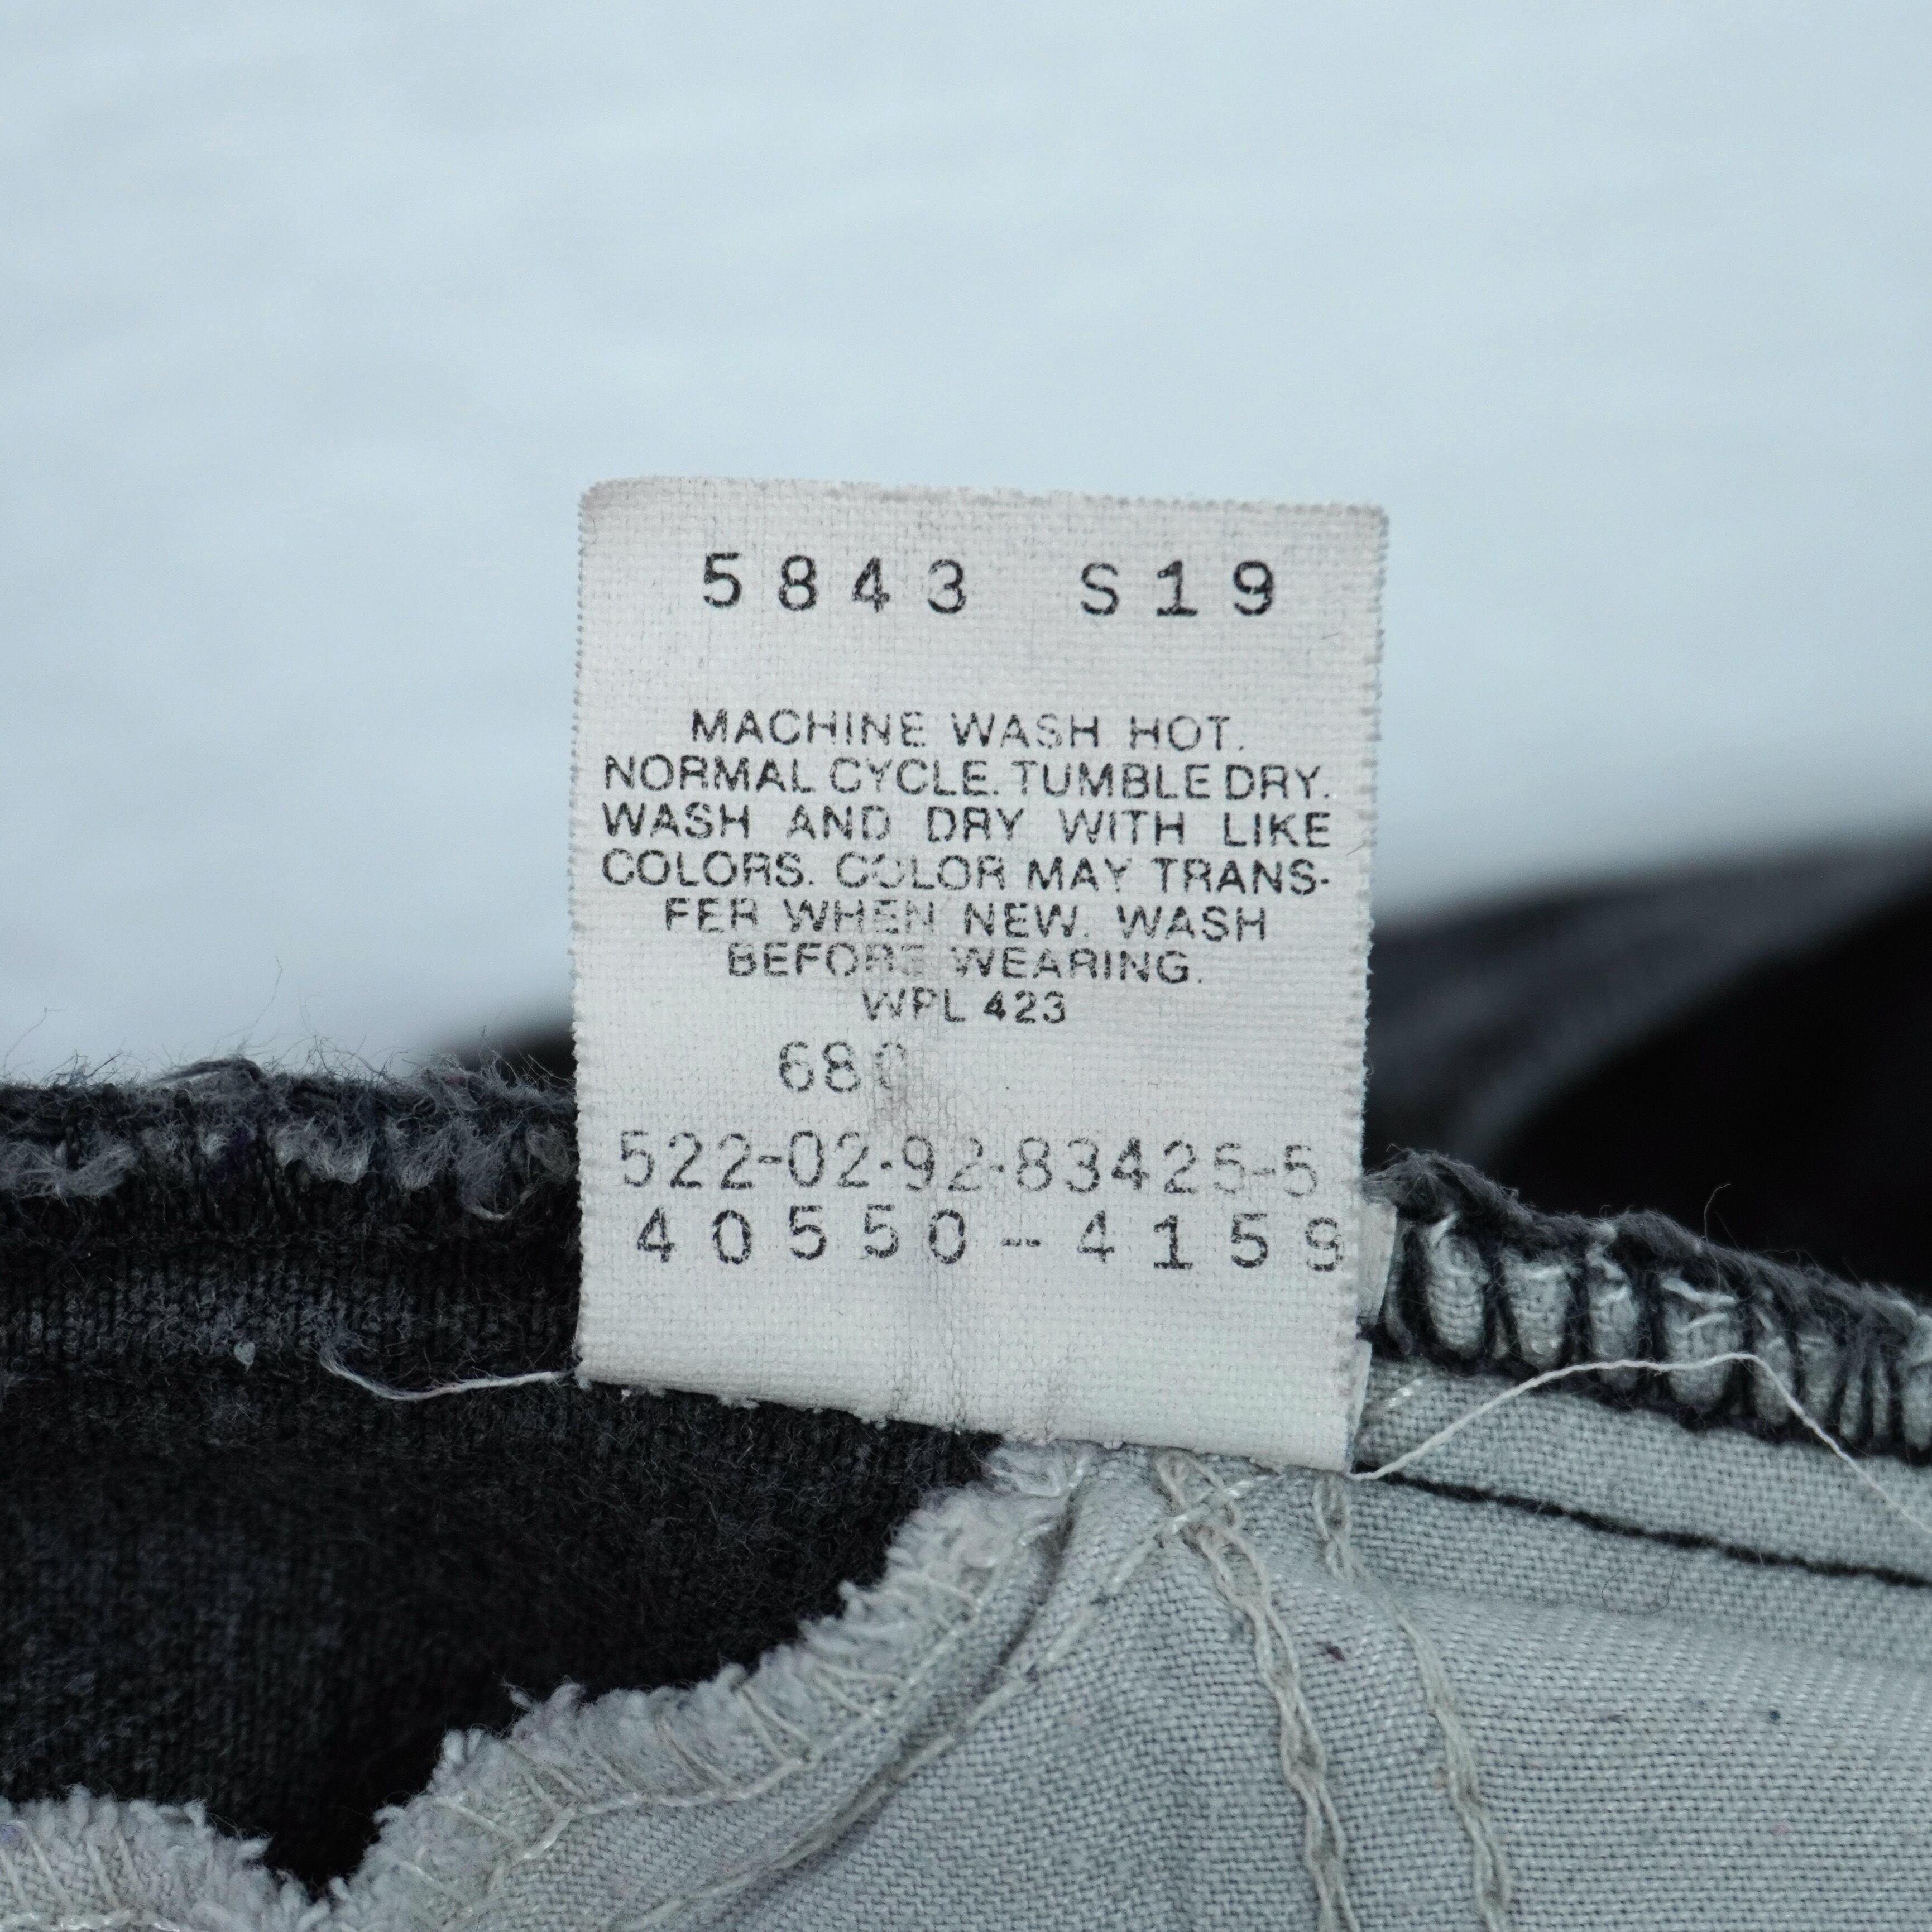 5843 S19
MACHINE WASH HOT.
NORMAL CYCLE. TUMBLE DRY.
WASH AND DRY WITH LIKE
COLORS. COLOR MAY TRANS-
FER WHEN NEW. WASH
BEFORE WEARING.
WPL 423
680
522-02-92-83425-5
40550-4159